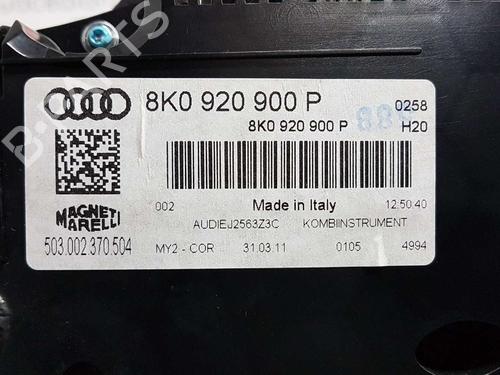 8K0 920 900 P
0258
8K0 920 900 P
H20
002
Made in Italy
12:50:40
AUDIEJ2563Z3C
KOMBIINSTRUMENT
MAGNETI
MARELLI
503.002.370.504
MY2 - COR
31.03.11
0105
4994
B-PARTS